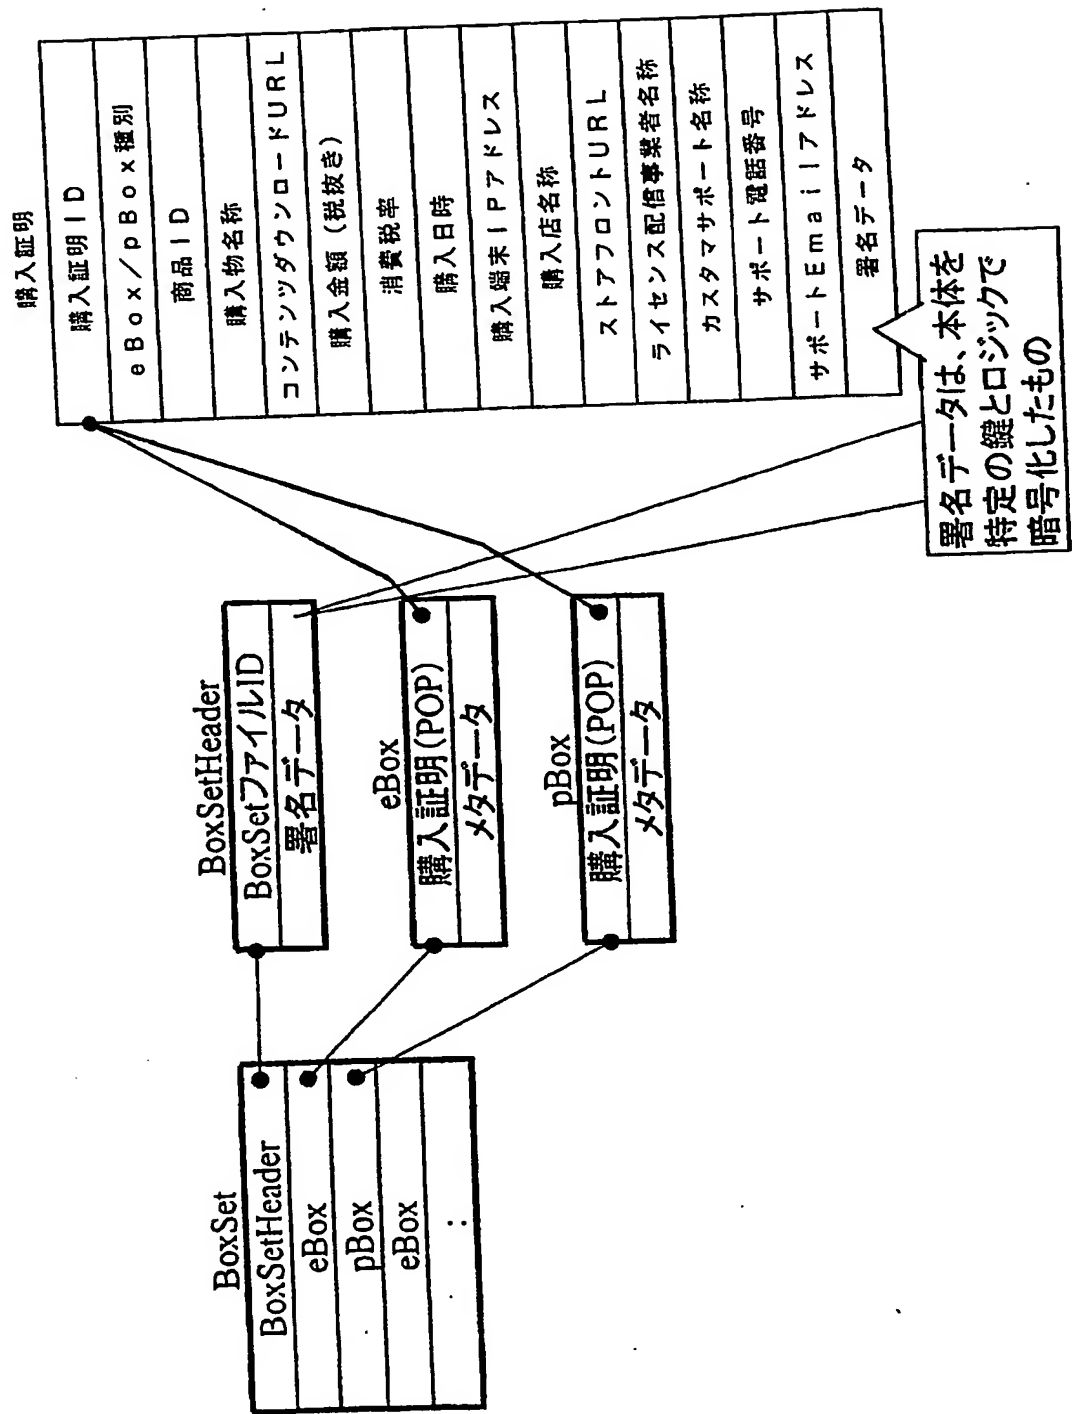 BoxSet
BoxSetHeader
eBox
pBox
eBox
:
BoxSetHeader
BoxSetファイルID
署名データ
eBox
購入証明(POP)
メタデータ
pBox
購入証明(POP)
メタデータ
購入証明
購入証明ID
eBox/pBox種別
商品ID
購入物名称
コンテンツダウンロードURL
購入金額(税抜き)
消費税率
購入日時
購入端末IPアドレス
購入店名称
ストアフロントURL
ライセンス配信事業者名称
カスタマサポート名称
サポート電話番号
サポートEmailアドレス
署名データ
署名データは、本体を
特定の鍵とロジックで
暗号化したもの